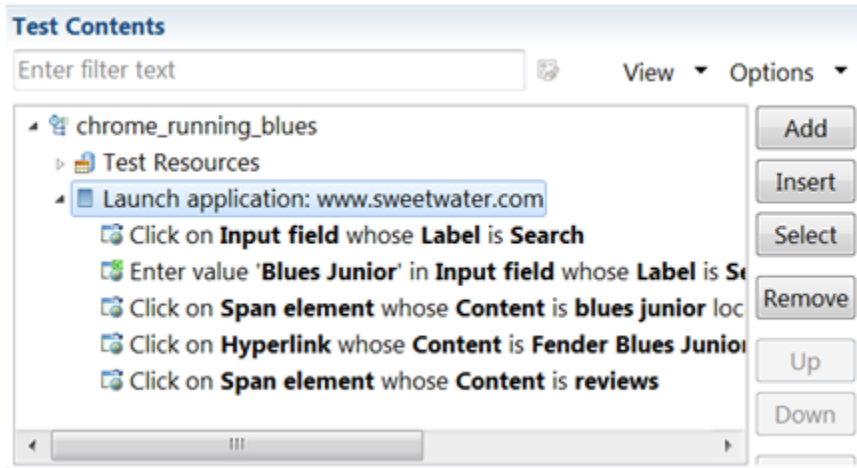 Test Contents
Enter filter text View Options
chrome_running_blues Add
Test Resources
Launch application: www.sweetwater.com Insert
Click on Input field whose Label is Search Select
Enter value 'Blues Junior' in Input field whose Label is
Click on Span element whose Content is blues junior loc Remove
Click on Hyperlink whose Content is Fender Blues Junior
Click on Span element whose Content is reviews Up
Down